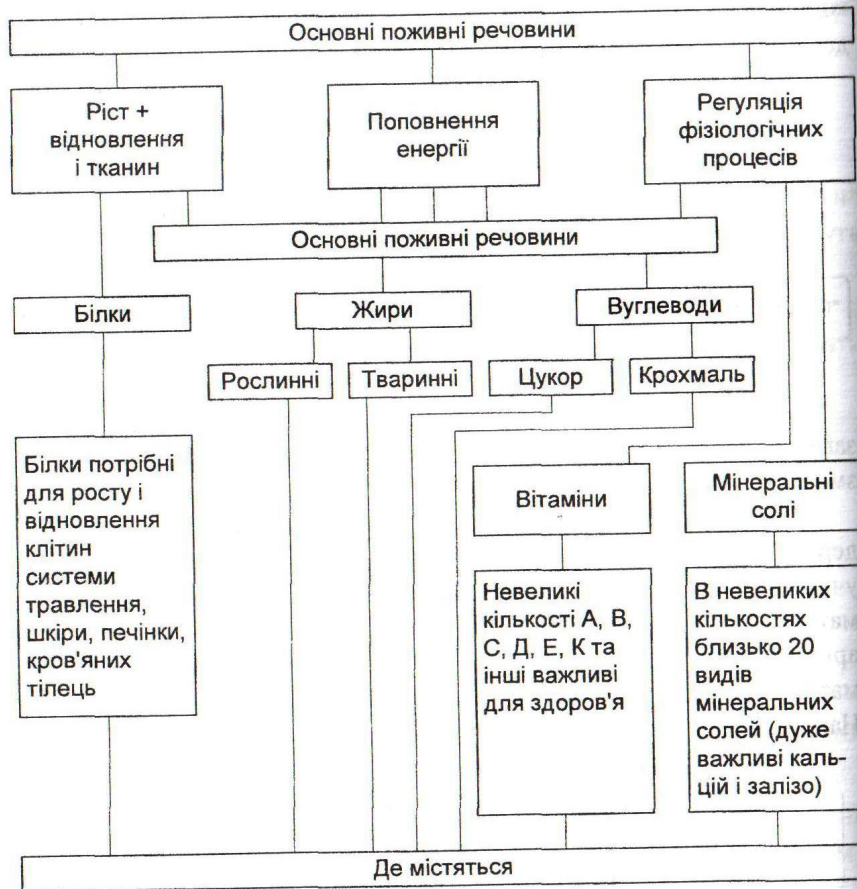 Основні поживні речовини
Ріст +
відновлення
і тканин
Поповнення
енергії
Регуляція
фізіологічних
процесів
Основні поживні речовини
Білки
Жири
Вуглеводи
Рослинні
Тваринні
Цукор
Крохмаль
Білки потрібні
для росту і
відновлення
клітин
системи
травлення,
шкіри, печінки,
кров'яних
тілець
Вітаміни
Мінеральні
солі
Невеликі
кількості А, В,
С, Д, Е, К та
інші важливі
для здоров'я
В невеликих
кількостях
близько 20
видів
мінеральних
солей (дуже
важливі каль-
цій і залізо)
Де містяться